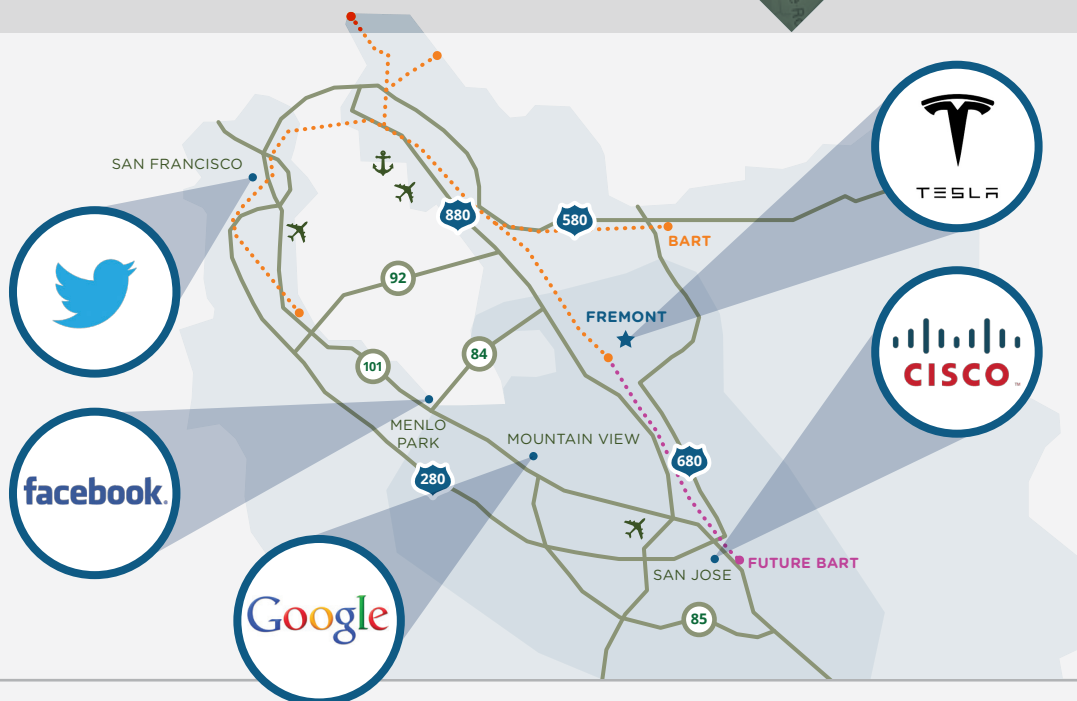 SAN FRANCISCO
880
580
BART
TESLA
92
FREMONT
84
101
CISCO
™
facebook.
MENLO
PARK
MOUNTAIN VIEW
280
680
Google
SAN JOSE
FUTURE BART
85